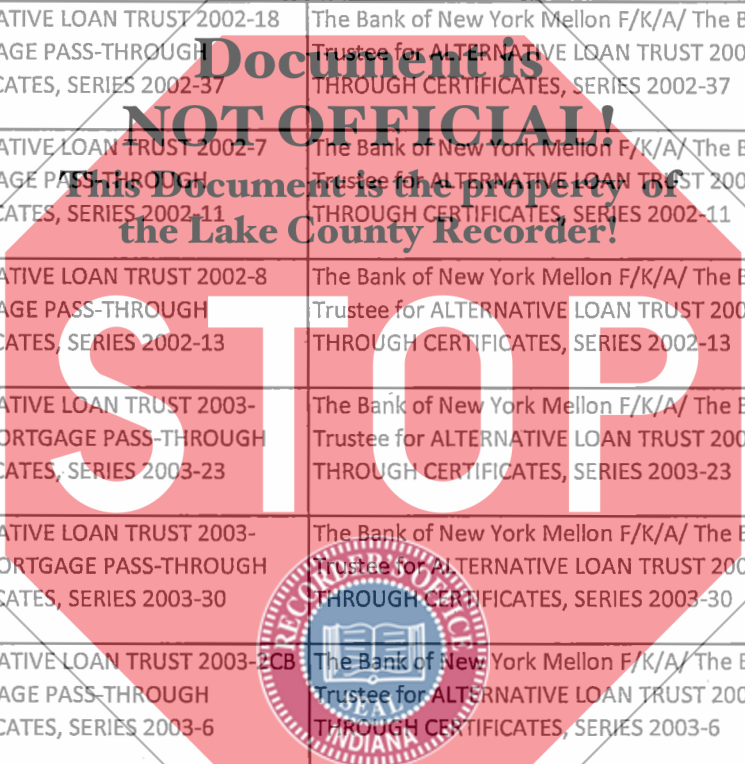 ATIVE LOAN TRUST 2002-18 The Bank of New York Mellon F/K/A/ The B
AGE PASS-THROUGH Trustee for ALTERNATIVE LOAN TRUST 200
CATES, SERIES 2002-37 THROUGH CERTIFICATES, SERIES 2002-37
Document is
NOT OFFICIAL!
This Document is the property of
the Lake County Recorder!
ATIVE LOAN TRUST 2002-7 The Bank of New York Mellon F/K/A/ The B
AGE PASS-THROUGH Trustee for ALTERNATIVE LOAN TRUST 200
CATES, SERIES 2002-11 THROUGH CERTIFICATES, SERIES 2002-11
ATIVE LOAN TRUST 2002-8 The Bank of New York Mellon F/K/A/ The B
AGE PASS-THROUGH Trustee for ALTERNATIVE LOAN TRUST 200
CATES, SERIES 2002-13 THROUGH CERTIFICATES, SERIES 2002-13
STOP
ATIVE LOAN TRUST 2003- The Bank of New York Mellon F/K/A/ The B
ORTGAGE PASS-THROUGH Trustee for ALTERNATIVE LOAN TRUST 200
CATES, SERIES 2003-23 THROUGH CERTIFICATES, SERIES 2003-23
ATIVE LOAN TRUST 2003- The Bank of New York Mellon F/K/A/ The B
ORTGAGE PASS-THROUGH Trustee for ALTERNATIVE LOAN TRUST 200
CATES, SERIES 2003-30 THROUGH CERTIFICATES, SERIES 2003-30
ATIVE LOAN TRUST 2003-2CB The Bank of New York Mellon F/K/A/ The B
AGE PASS-THROUGH Trustee for ALTERNATIVE LOAN TRUST 200
CATES, SERIES 2003-6 THROUGH CERTIFICATES, SERIES 2003-6
RECORDER'S OFFICE
SEAL
INDIANA